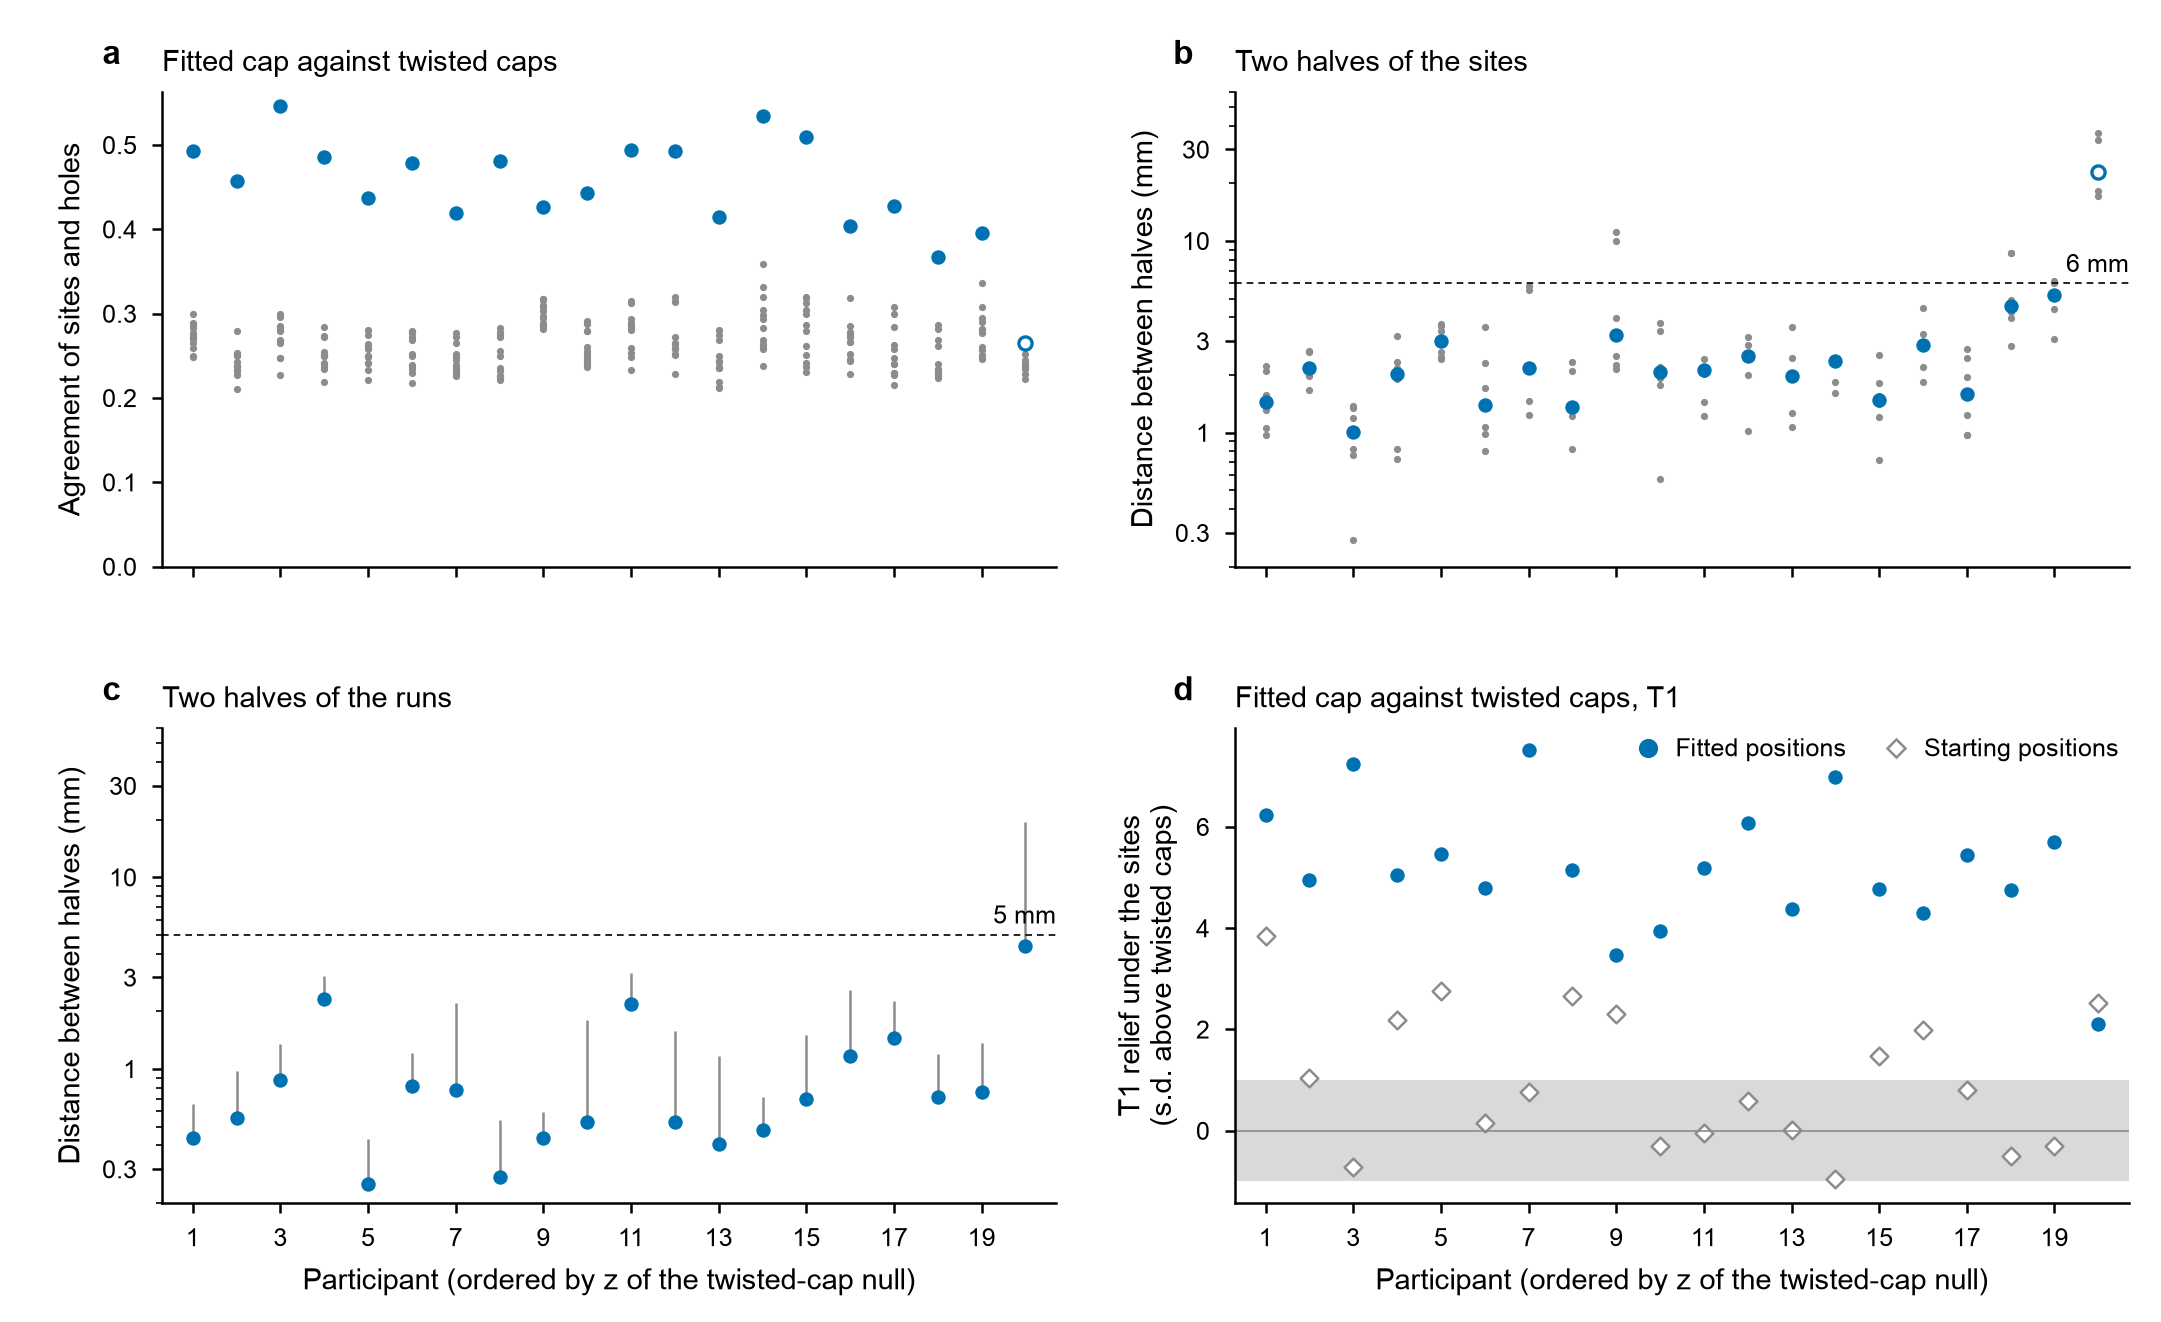 a
Fitted cap against twisted caps
Agreement of sites and holes
0.5
0.4
0.3
0.2
0.1
0.0
b
Two halves of the sites
Distance between halves (mm)
30
10
3
1
0.3
6 mm
c
Two halves of the runs
Distance between halves (mm)
30
10
3
1
0.3
5 mm
1 3 5 7 9 11 13 15 17 19
Participant (ordered by z of the twisted-cap null)
d
Fitted cap against twisted caps, T1
Fitted positions Starting positions
T1 relief under the sites
(s.d. above twisted caps)
6
4
2
0
1 3 5 7 9 11 13 15 17 19
Participant (ordered by z of the twisted-cap null)